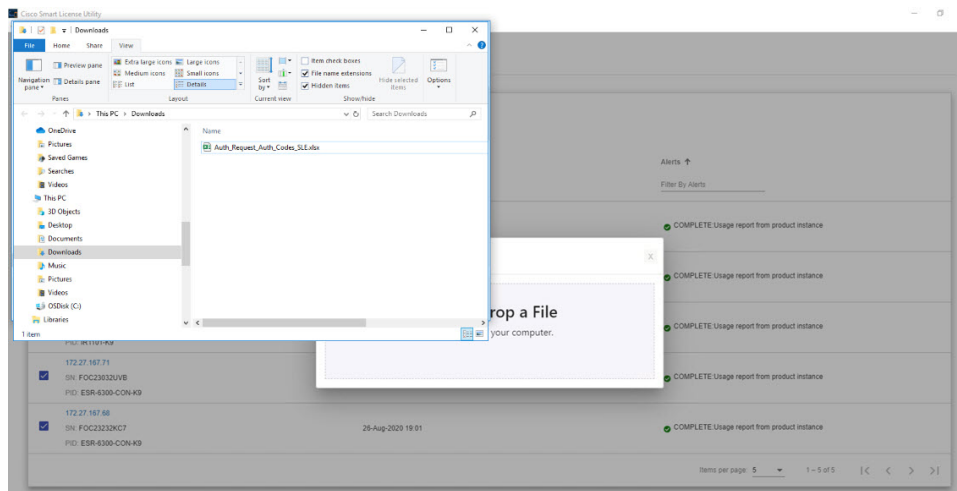 Cisco Smart License Utility
Downloads
File Home Share View
Navigation pane
Preview pane
Details pane
Panes
Extra large icons Large icons
Medium icons Small icons
List Details
Layout
Sort by
Current view
Item check boxes
File name extensions
Hidden items
Hide selected items
Show/hide
Options
This PC > Downloads
Search Downloads
OneDrive
Pictures
Saved Games
Searches
Videos
This PC
3D Objects
Desktop
Documents
Downloads
Music
Pictures
Videos
OSDisk (C:)
Libraries
Name
Auth_Request_Auth_Codes_SLE.xlsx
1 item
Alerts
Filter By Alerts
COMPLETE:Usage report from product instance
COMPLETE:Usage report from product instance
x
rop a File
your computer.
PID: IR1101-K9
COMPLETE:Usage report from product instance
172.27.167.71
SN: FOC23032UVB
PID: ESR-6300-CON-K9
COMPLETE:Usage report from product instance
172.27.167.66
SN: FOC23232KC7
PID: ESR-6300-CON-K9
26-Aug-2020 19:01
COMPLETE:Usage report from product instance
Items per page: 5 1 – 5 of 5